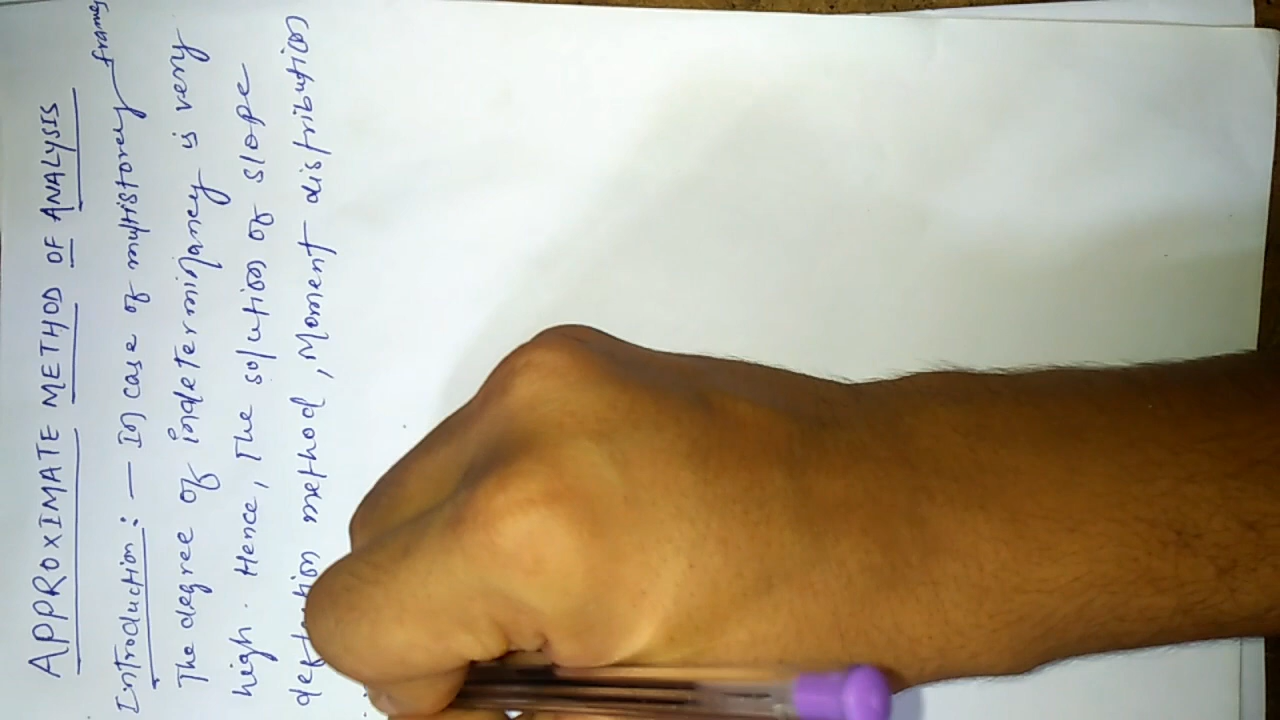 APPROXIMATE METHOD OF ANALYSIS
Introduction: — In case of multistorey frames
The degree of indeterminancy is very
high. Hence, The solution of slope
method, Moment distribution